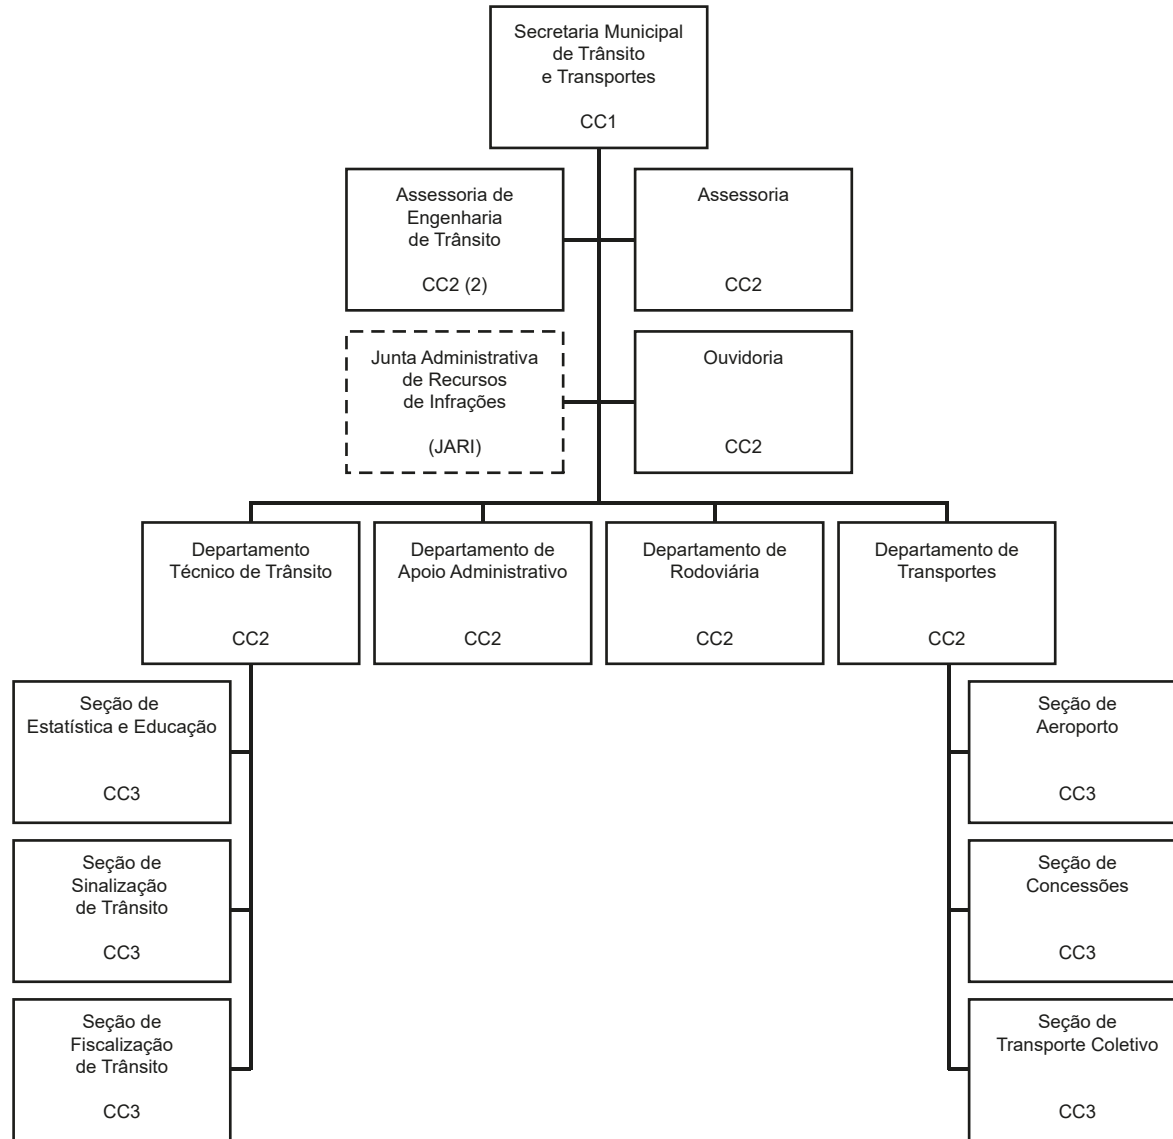 Secretaria Municipal
de Trânsito
e Transportes
CC1
Assessoria de
Engenharia
de Trânsito
CC2 (2)
Assessoria
CC2
Junta Administrativa
de Recursos
de Infrações
(JARI)
Ouvidoria
CC2
Departamento
Técnico de Trânsito
CC2
Departamento de
Apoio Administrativo
CC2
Departamento de
Rodoviária
CC2
Departamento de
Transportes
CC2
Seção de
Estatística e Educação
CC3
Seção de
Aeroporto
CC3
Seção de
Sinalização
de Trânsito
CC3
Seção de
Concessões
CC3
Seção de
Fiscalização
de Trânsito
CC3
Seção de
Transporte Coletivo
CC3